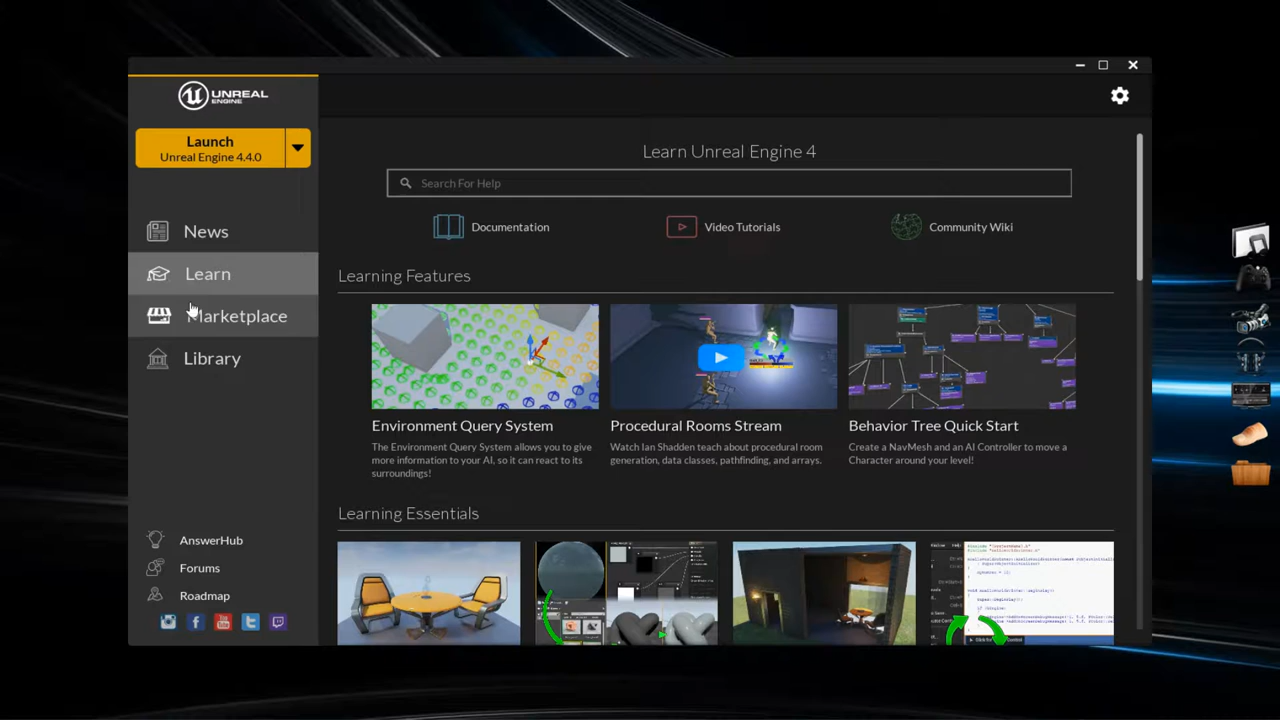 UNREAL
ENGINE
Launch
Unreal Engine 4.4.0
News
Learn
Marketplace
Library
AnswerHub
Forums
Roadmap
Learn Unreal Engine 4
Search For Help
Documentation
Video Tutorials
Community Wiki
Learning Features
Environment Query System
The Environment Query System allows you to give
more information to your AI, so it can react to its
surroundings!
Procedural Rooms Stream
Watch Ian Shadden teach about procedural room
generation, data classes, pathfinding, and arrays.
Behavior Tree Quick Start
Create a NavMesh and an AI Controller to move a
Character around your level!
Learning Essentials